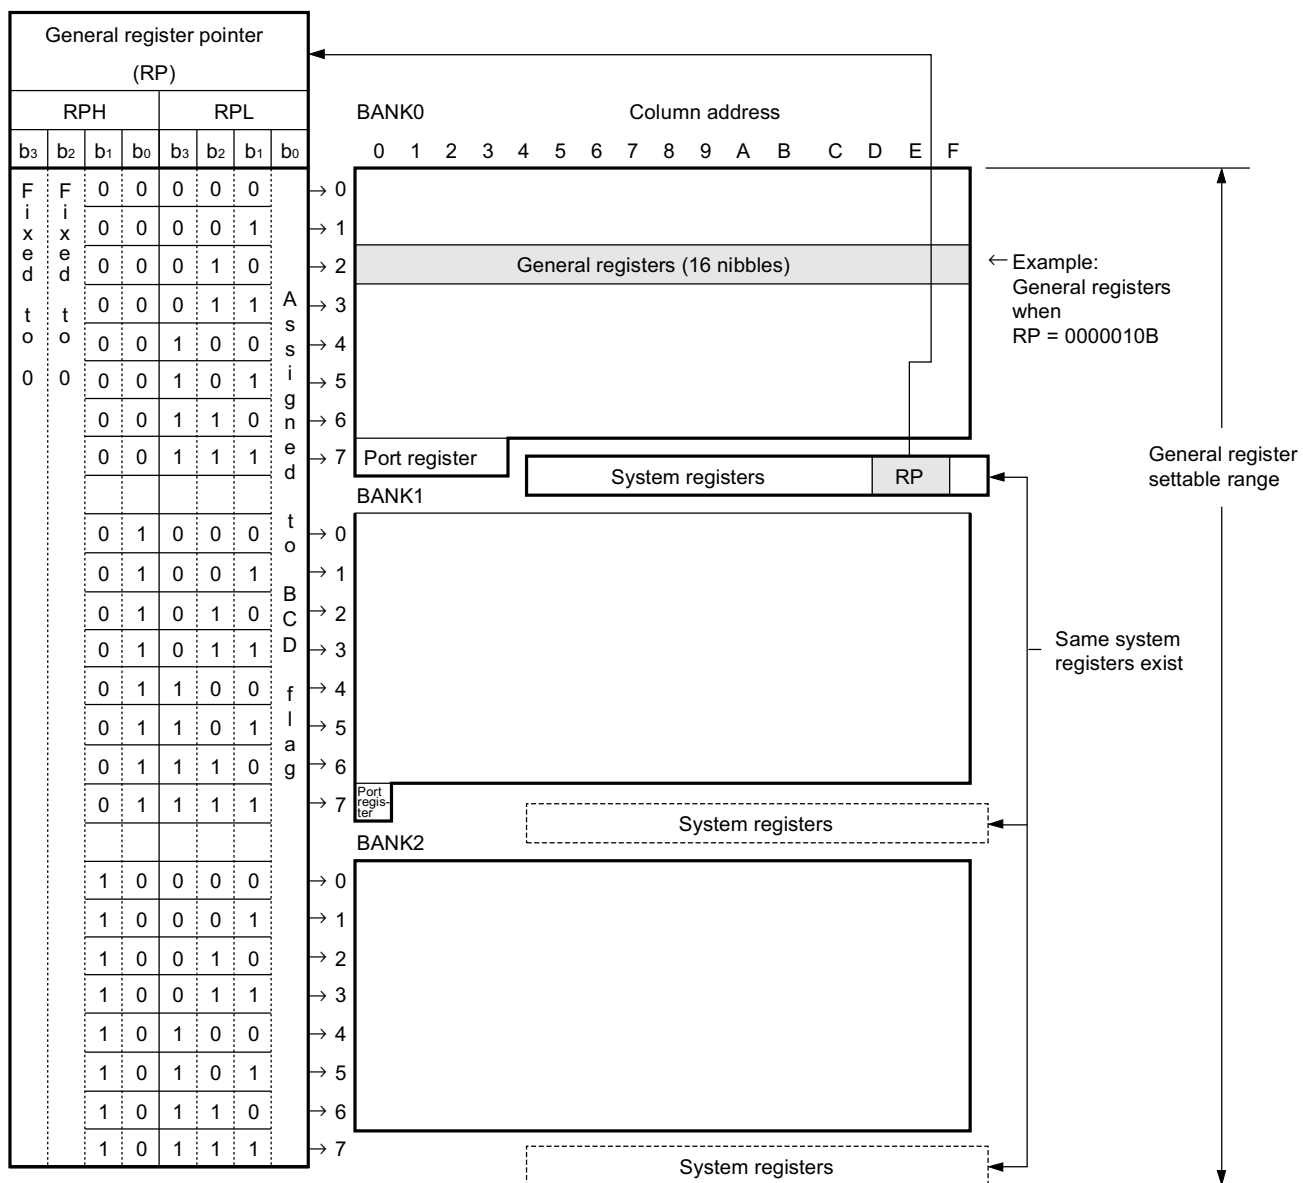 General register pointer
(RP)
RPH RPL
b3 b2 b1 b0 b3 b2 b1 b0
BANK0 Column address
0 1 2 3 4 5 6 7 8 9 A B C D E F
Fixed to 0
Fixed to 0
Assigned to BCD flag
0 0 0 0 0 → 0
0 0 0 0 1 → 1
0 0 0 1 0 → 2 General registers (16 nibbles)
← Example:
General registers
when
RP = 0000010B
0 0 0 1 1 → 3
0 0 1 0 0 → 4
0 0 1 0 1 → 5
0 0 1 1 0 → 6
0 0 1 1 1 → 7 Port register
System registers RP
General register
settable range
BANK1
0 1 0 0 0 → 0
0 1 0 0 1 → 1
0 1 0 1 0 → 2
0 1 0 1 1 → 3
Same system
registers exist
0 1 1 0 0 → 4
0 1 1 0 1 → 5
0 1 1 1 0 → 6
0 1 1 1 1 → 7
Port
regis-
ter
System registers
BANK2
1 0 0 0 0 → 0
1 0 0 0 1 → 1
1 0 0 1 0 → 2
1 0 0 1 1 → 3
1 0 1 0 0 → 4
1 0 1 0 1 → 5
1 0 1 1 0 → 6
1 0 1 1 1 → 7
System registers